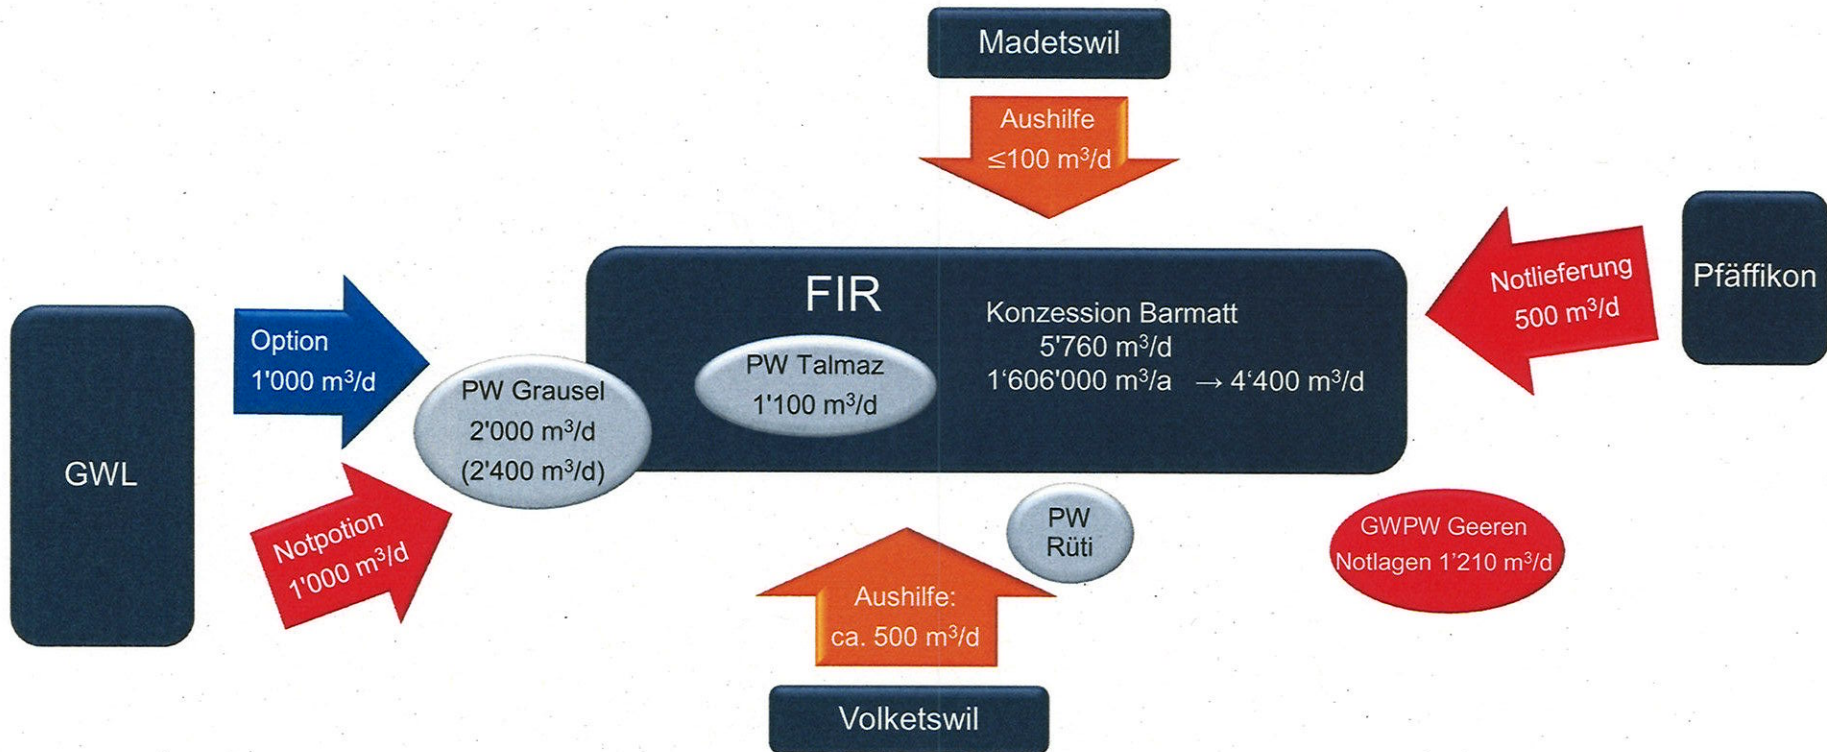 Madetswil
Aushilfe
≤100 m³/d
Notlieferung
500 m³/d
Pfäffikon
FIR
Konzession Barmatt
5'760 m³/d
1‘606'000 m³/a → 4‘400 m³/d
PW Talmaz
1'100 m³/d
Option
1'000 m³/d
PW Grausel
2'000 m³/d
(2'400 m³/d)
GWL
Notpotion
1'000 m³/d
PW
Rüti
GWPW Geeren
Notlagen 1’210 m³/d
Aushilfe:
ca. 500 m³/d
Volketswil